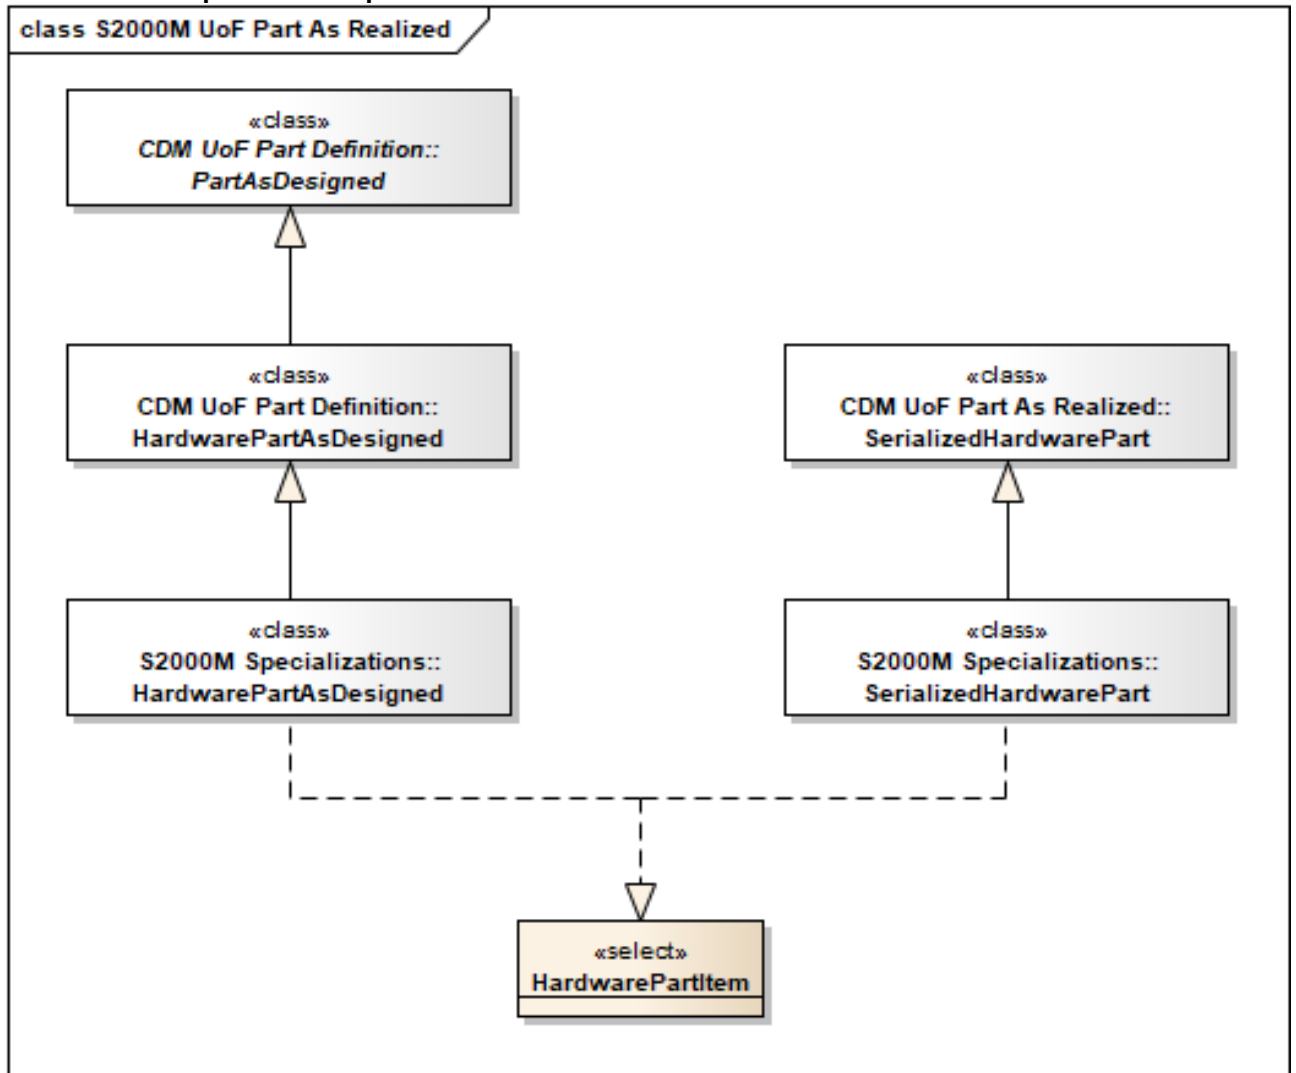 class S2000M UoF Part As Realized
«class»
CDM UoF Part Definition::
PartAsDesigned
«class»
CDM UoF Part Definition::
HardwarePartAsDesigned
«class»
CDM UoF Part As Realized::
SerializedHardwarePart
«class»
S2000M Specializations::
HardwarePartAsDesigned
«class»
S2000M Specializations::
SerializedHardwarePart
«select»
HardwarePartItem